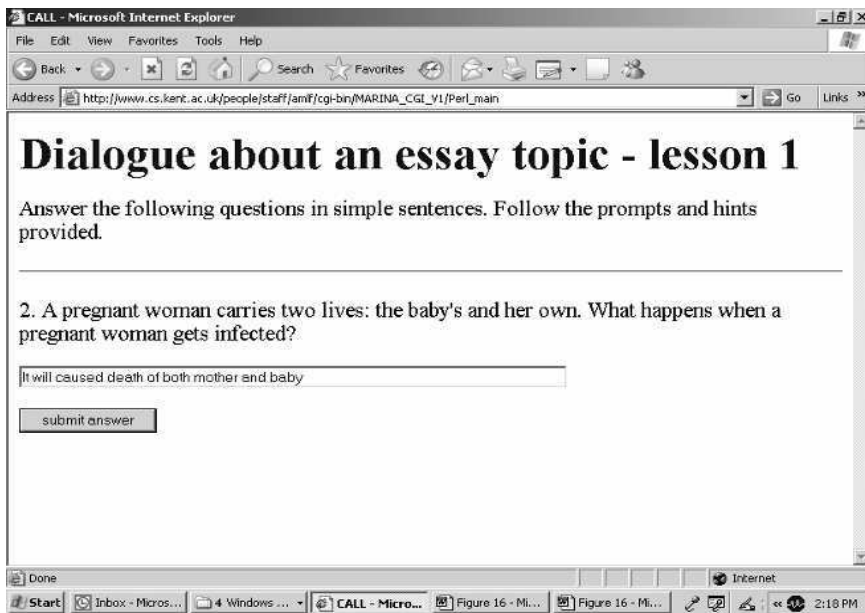 CALL - Microsoft Internet Explorer
File Edit View Favorites Tools Help
Back Search Favorites
Address http://www.cs.kent.ac.uk/people/staff/amf/cgi-bin/MARINA_CGI_V1/Perl_main Go Links »
Dialogue about an essay topic - lesson 1
Answer the following questions in simple sentences. Follow the prompts and hints
provided.
2. A pregnant woman carries two lives: the baby's and her own. What happens when a
pregnant woman gets infected?
It will caused death of both mother and baby
submit answer
Done Internet
Start Inbox - Micros... 4 Windows ... CALL - Micro... Figure 16 - Mi... Figure 16 - Mi... « 2:18 PM